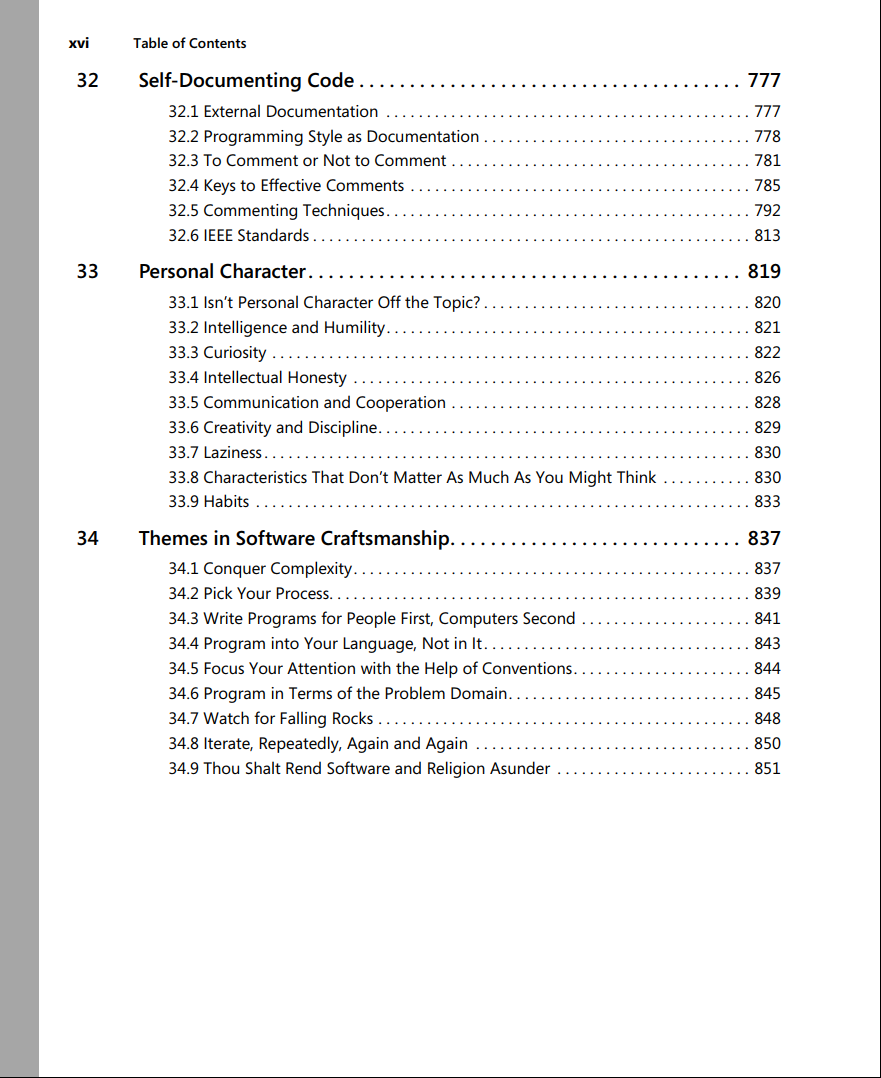 xvi Table of Contents
32 Self-Documenting Code . . . . . . . . . . . . . . . . . . . . . . . . . . . . . . . . . . . . . . 777
32.1 External Documentation . . . . . . . . . . . . . . . . . . . . . . . . . . . . . . . . . . . . . . . . . . . . . 777
32.2 Programming Style as Documentation . . . . . . . . . . . . . . . . . . . . . . . . . . . . . . . . . 778
32.3 To Comment or Not to Comment . . . . . . . . . . . . . . . . . . . . . . . . . . . . . . . . . . . . . 781
32.4 Keys to Effective Comments . . . . . . . . . . . . . . . . . . . . . . . . . . . . . . . . . . . . . . . . . . 785
32.5 Commenting Techniques. . . . . . . . . . . . . . . . . . . . . . . . . . . . . . . . . . . . . . . . . . . . . 792
32.6 IEEE Standards . . . . . . . . . . . . . . . . . . . . . . . . . . . . . . . . . . . . . . . . . . . . . . . . . . . . . . 813
33 Personal Character. . . . . . . . . . . . . . . . . . . . . . . . . . . . . . . . . . . . . . . . . . . 819
33.1 Isn’t Personal Character Off the Topic? . . . . . . . . . . . . . . . . . . . . . . . . . . . . . . . . . 820
33.2 Intelligence and Humility. . . . . . . . . . . . . . . . . . . . . . . . . . . . . . . . . . . . . . . . . . . . . 821
33.3 Curiosity . . . . . . . . . . . . . . . . . . . . . . . . . . . . . . . . . . . . . . . . . . . . . . . . . . . . . . . . . . . 822
33.4 Intellectual Honesty . . . . . . . . . . . . . . . . . . . . . . . . . . . . . . . . . . . . . . . . . . . . . . . . . 826
33.5 Communication and Cooperation . . . . . . . . . . . . . . . . . . . . . . . . . . . . . . . . . . . . . 828
33.6 Creativity and Discipline. . . . . . . . . . . . . . . . . . . . . . . . . . . . . . . . . . . . . . . . . . . . . . 829
33.7 Laziness . . . . . . . . . . . . . . . . . . . . . . . . . . . . . . . . . . . . . . . . . . . . . . . . . . . . . . . . . . . . 830
33.8 Characteristics That Don’t Matter As Much As You Might Think . . . . . . . . . . . 830
33.9 Habits . . . . . . . . . . . . . . . . . . . . . . . . . . . . . . . . . . . . . . . . . . . . . . . . . . . . . . . . . . . . . 833
34 Themes in Software Craftsmanship. . . . . . . . . . . . . . . . . . . . . . . . . . . . . 837
34.1 Conquer Complexity. . . . . . . . . . . . . . . . . . . . . . . . . . . . . . . . . . . . . . . . . . . . . . . . . 837
34.2 Pick Your Process. . . . . . . . . . . . . . . . . . . . . . . . . . . . . . . . . . . . . . . . . . . . . . . . . . . . 839
34.3 Write Programs for People First, Computers Second . . . . . . . . . . . . . . . . . . . . . 841
34.4 Program into Your Language, Not in It. . . . . . . . . . . . . . . . . . . . . . . . . . . . . . . . . 843
34.5 Focus Your Attention with the Help of Conventions. . . . . . . . . . . . . . . . . . . . . . 844
34.6 Program in Terms of the Problem Domain. . . . . . . . . . . . . . . . . . . . . . . . . . . . . . 845
34.7 Watch for Falling Rocks . . . . . . . . . . . . . . . . . . . . . . . . . . . . . . . . . . . . . . . . . . . . . . 848
34.8 Iterate, Repeatedly, Again and Again . . . . . . . . . . . . . . . . . . . . . . . . . . . . . . . . . . 850
34.9 Thou Shalt Rend Software and Religion Asunder . . . . . . . . . . . . . . . . . . . . . . . . 851